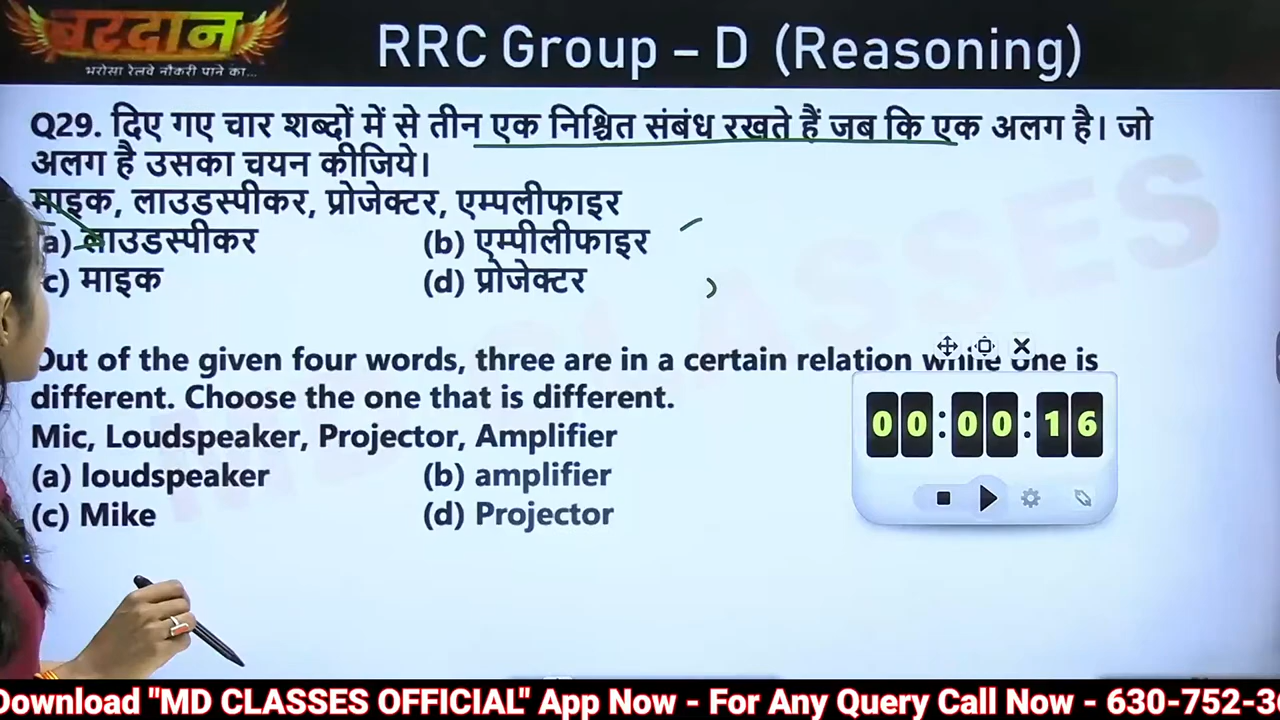 वरदान
भरोसा रेलवे नौकरी पाने का...
RRC Group – D (Reasoning)
Q29. दिए गए चार शब्दों में से तीन एक निश्चित संबंध रखते हैं जब कि एक अलग है। जो
अलग है उसका चयन कीजिये।
माइक, लाउडस्पीकर, प्रोजेक्टर, एम्पलीफाइर
(a) लाउडस्पीकर (b) एम्पीलीफाइर
c) माइक (d) प्रोजेक्टर
Out of the given four words, three are in a certain relation while one is
different. Choose the one that is different.
Mic, Loudspeaker, Projector, Amplifier
(a) loudspeaker (b) amplifier
(c) Mike (d) Projector
00:00:16
Download "MD CLASSES OFFICIAL" App Now - For Any Query Call Now - 630-752-3